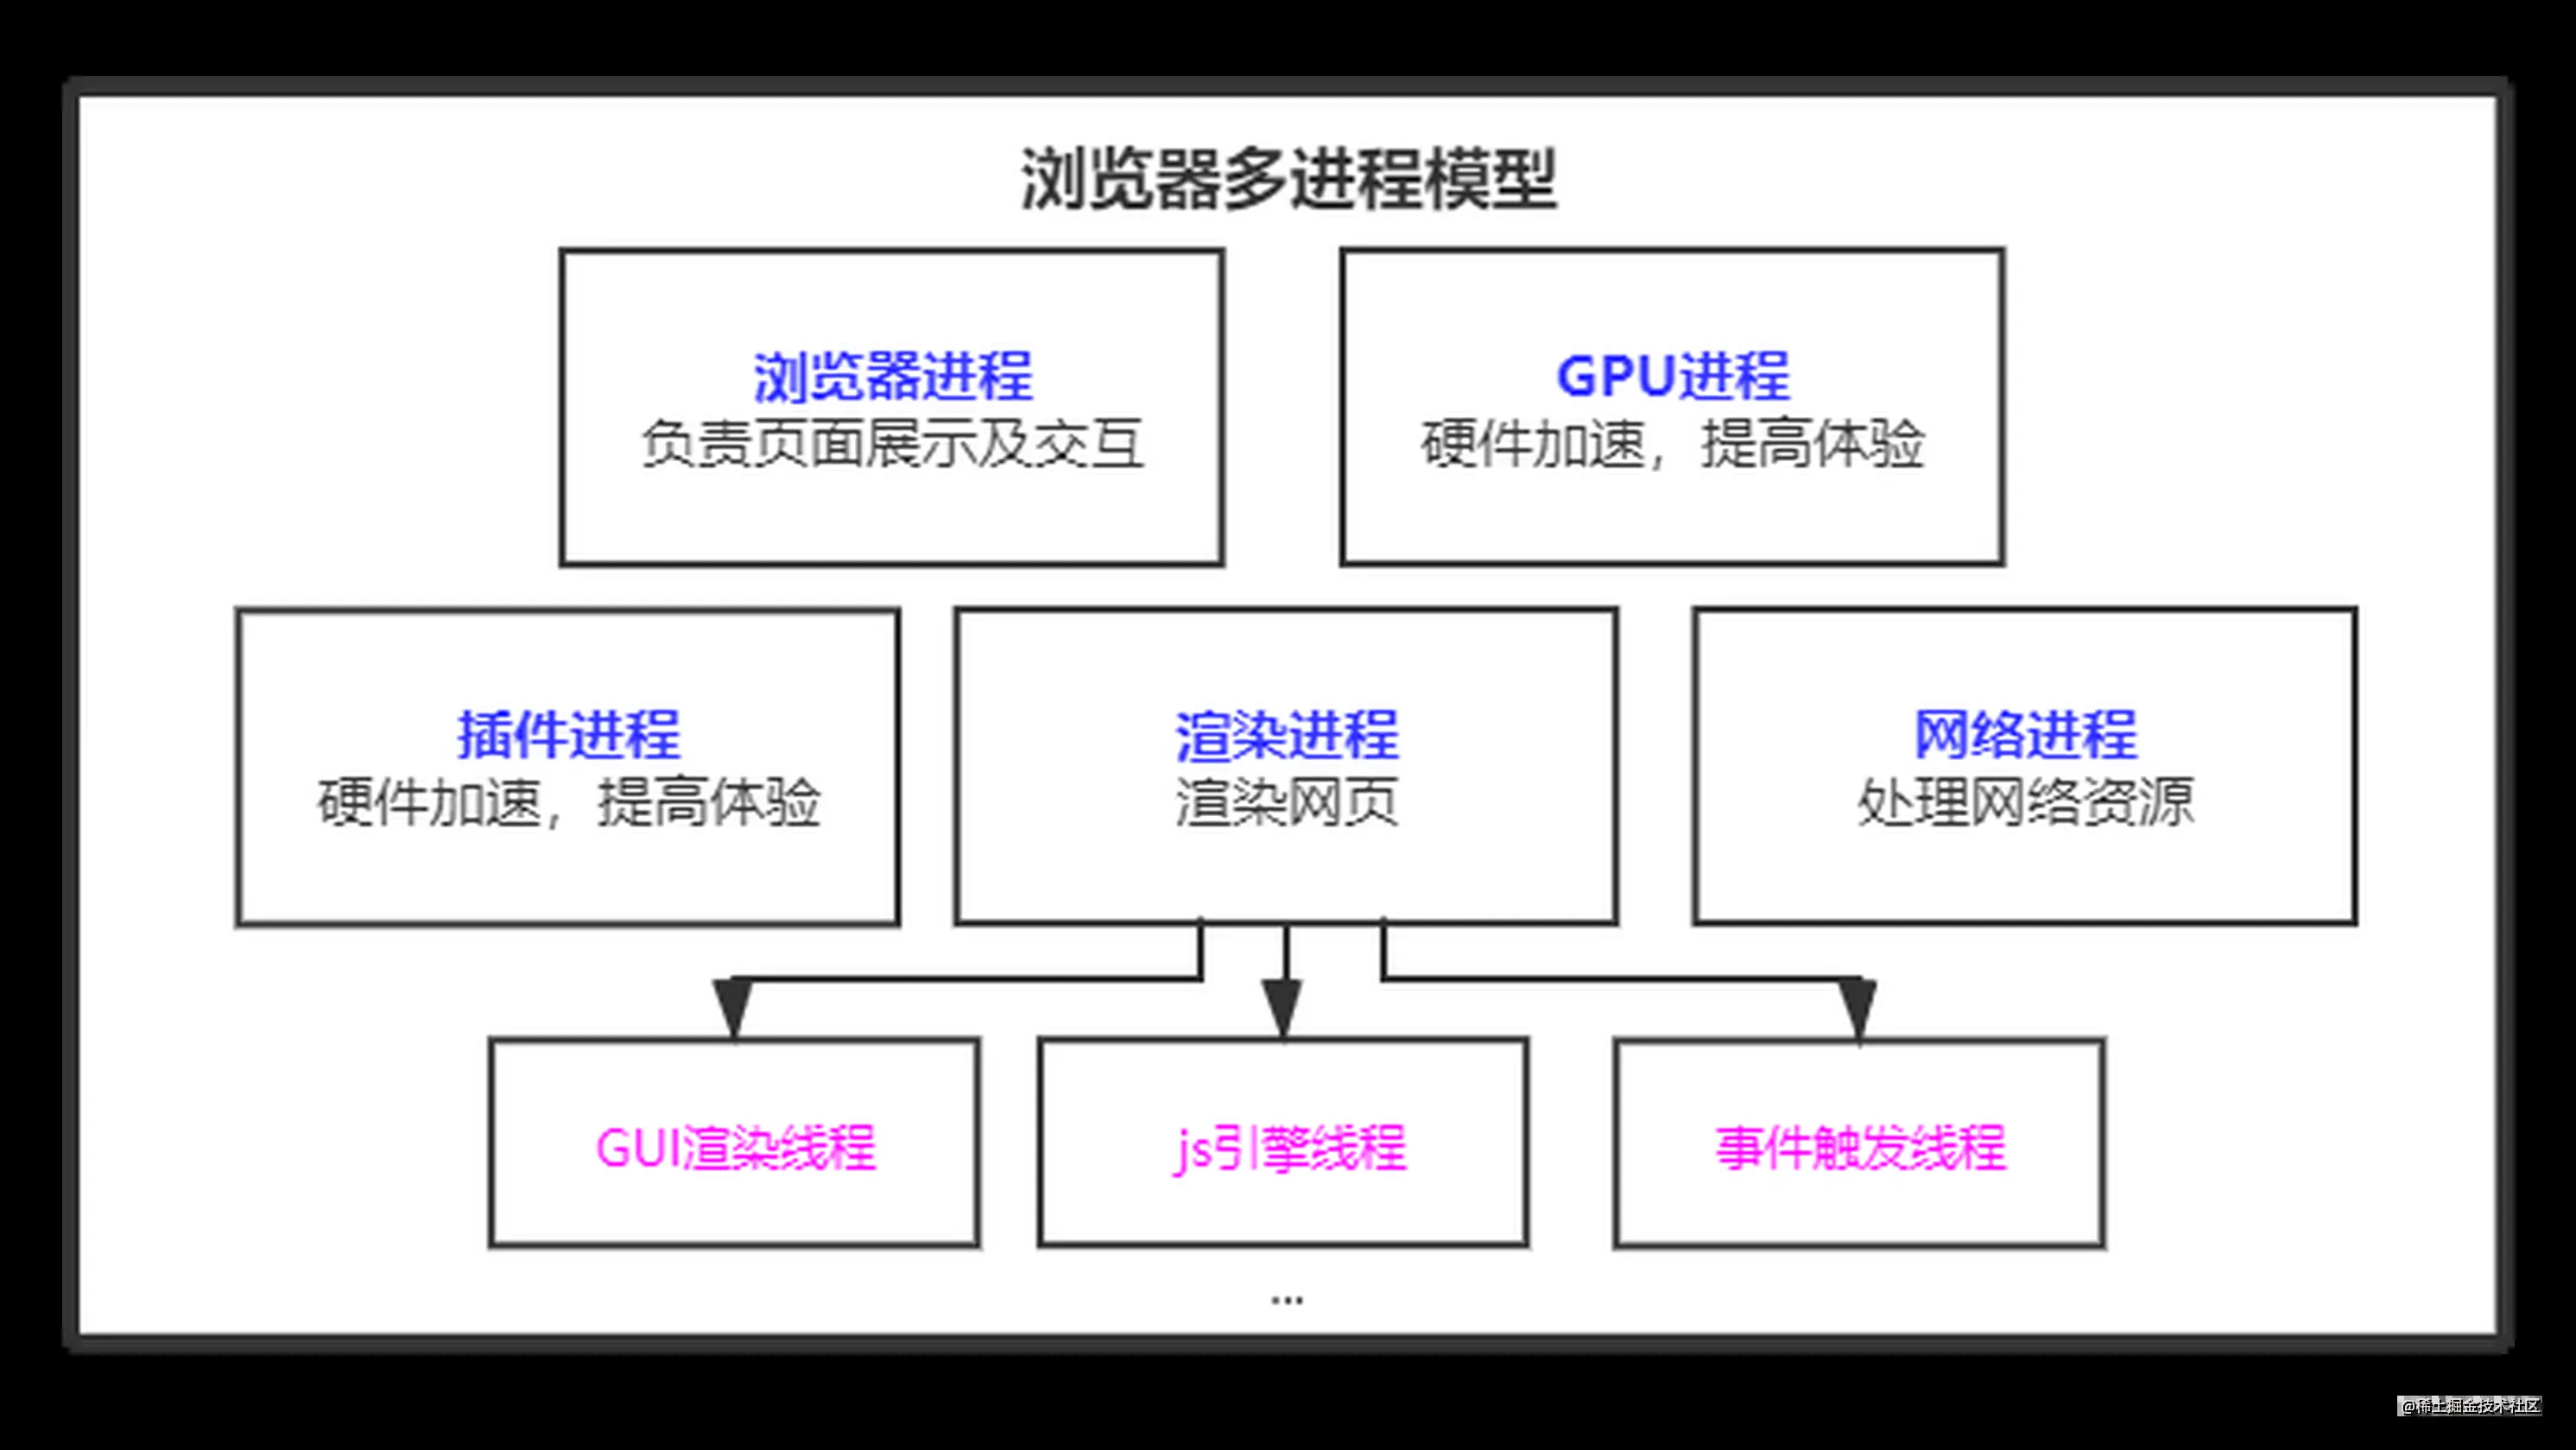 浏览器多进程模型
浏览器进程
负责页面展示及交互
GPU进程
硬件加速，提高体验
插件进程
硬件加速，提高体验
渲染进程
渲染网页
网络进程
处理网络资源
GUI渲染线程
js引擎线程
事件触发线程
...
@稀土掘金技术社区